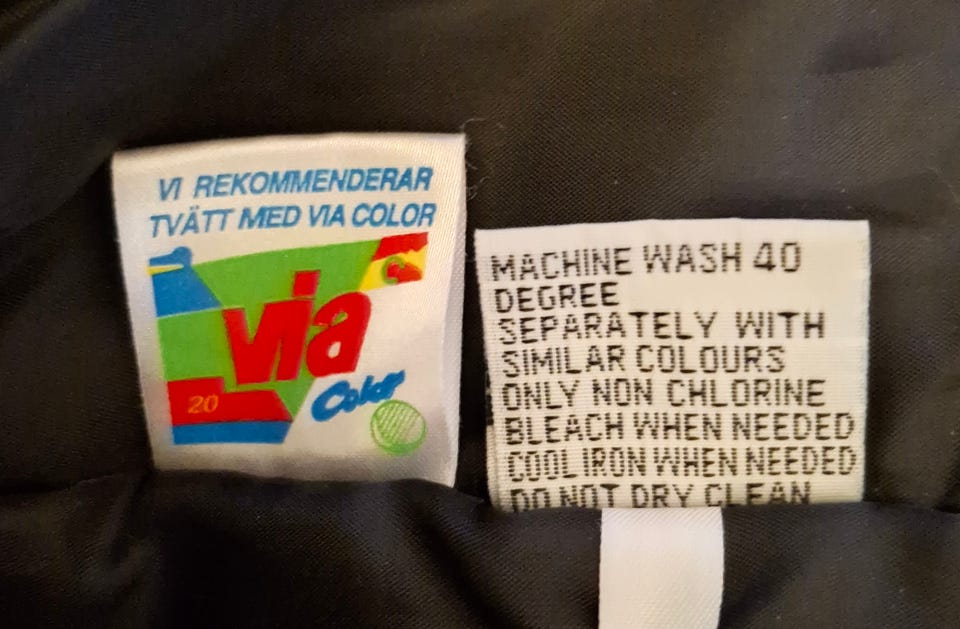 VI REKOMMENDERAR
TVÄTT MED VIA COLOR
via
Color
20
MACHINE WASH 40
DEGREE
SEPARATELY WITH
SIMILAR COLOURS
ONLY NON CHLORINE
BLEACH WHEN NEEDED
COOL IRON WHEN NEEDED
DO NOT DRY CLEAN